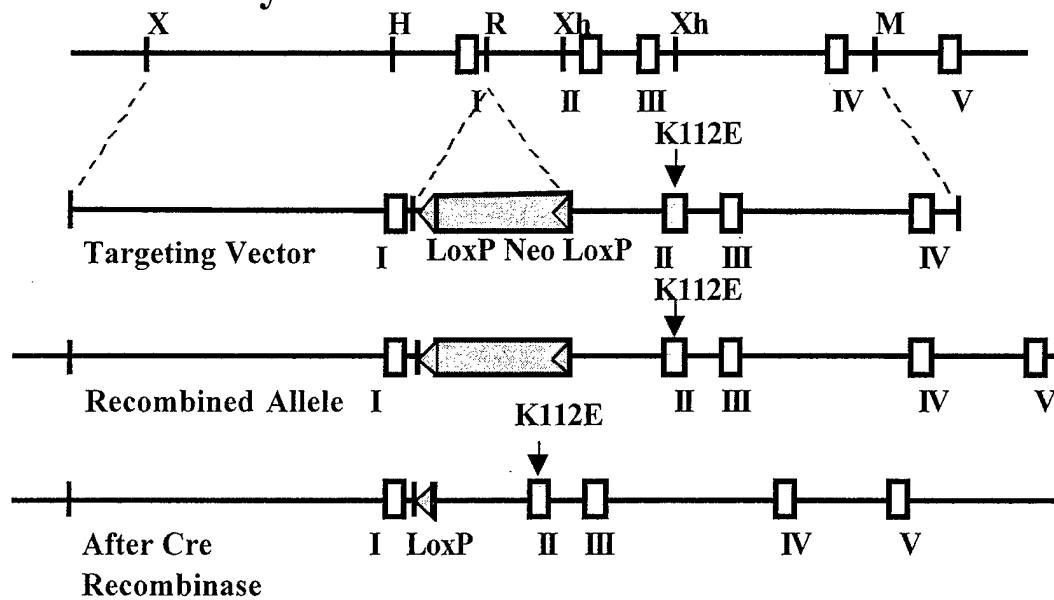 X H R Xh Xh M
I II III IV V
K112E
Targeting Vector I LoxP Neo LoxP II III IV
K112E
Recombined Allele I II III IV V
K112E
After Cre I LoxP II III IV V
Recombinase